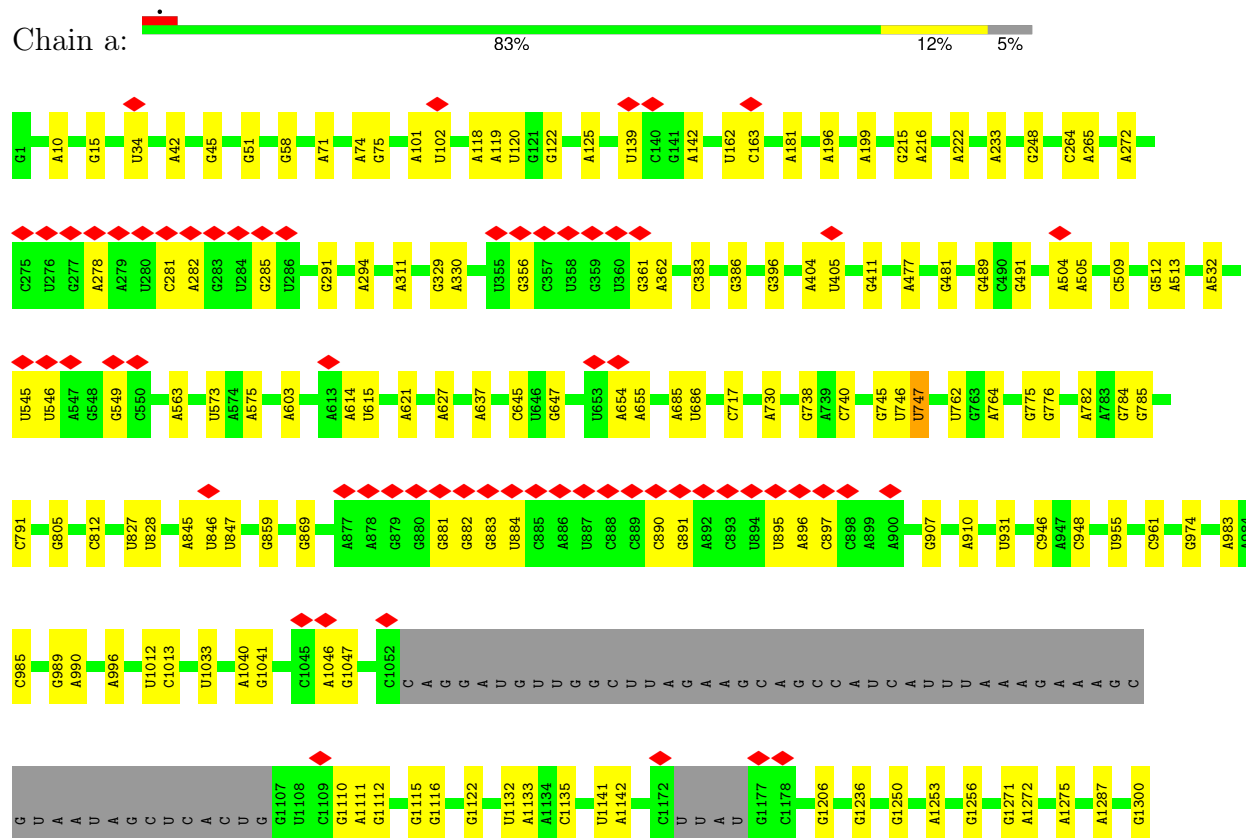 Chain a:
83% 12% 5%
G1 A10 G15 U34 A42 G45 G51 G58 A71 A74 G75 A101 U102 A118 A119 U120 G121 G122 A125 U139 C140 G141 A142 U162 C163 A181 A196 A199 G215 A216 A222 A233 G248 C264 A265 A272
C275 U276 G277 A278 A279 U280 C281 A282 G283 U284 G285 U286 G291 A294 A311 G329 A330 U355 G356 C357 U358 G359 U360 G361 A362 C383 G386 G396 A404 U405 G411 A477 G481 G489 C490 G491 A504 A505 C509 G512 A513 A532
U545 U546 A547 G548 G549 C550 A563 U573 A574 A575 A603 A613 A614 U615 A621 A627 A637 C645 U646 G647 U653 A654 A655 A685 U686 C717 A730 G738 A739 C740 G745 U746 U747 U762 G763 A764 G775 G776 A782 A783 G784 G785
C791 G805 C812 U827 U828 A845 U846 U847 G859 G869 A877 A878 G879 G880 G881 G882 G883 U884 C885 A886 U887 C888 C889 C890 G891 A892 C893 U894 U895 A896 C897 C898 A899 A900 G907 A910 U931 C946 A947 C948 U955 C961 G974 A983
C985 G989 A990 A996 U1012 C1013 U1033 A1040 G1041 C1045 A1046 G1047 C1052 C A G G A U G U U G G C U U A G A A G C A G C C A U C A U U U A A A G A A A G C
G U A A U A G C U C A C U G G1107 U1108 C1109 G1110 A1111 G1112 G1115 G1116 G1122 U1132 A1133 A1134 C1135 U1141 A1142 C1172 U U A U G1177 C1178 G1206 G1236 G1250 A1253 G1256 G1271 A1272 A1275 A1287 G1300